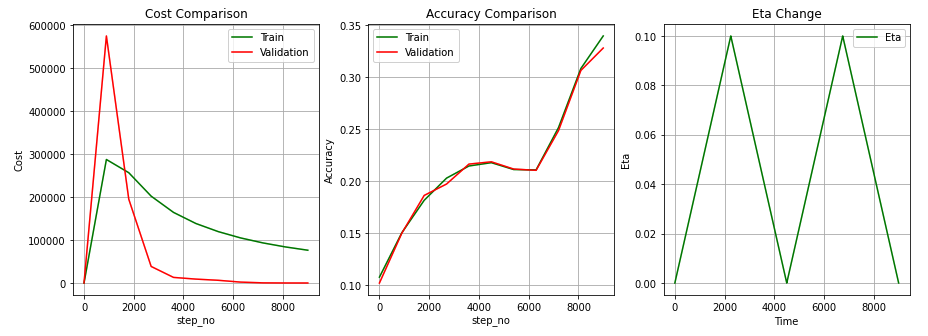 Cost Comparison
600000
500000
400000
300000
200000
100000
0
Cost
0 2000 4000 6000 8000
step_no
Train
Validation
Accuracy Comparison
0.35
0.30
0.25
0.20
0.15
0.10
Accuracy
0 2000 4000 6000 8000
step_no
Train
Validation
Eta Change
0.10
0.08
0.06
0.04
0.02
0.00
Eta
0 2000 4000 6000 8000
Time
Eta